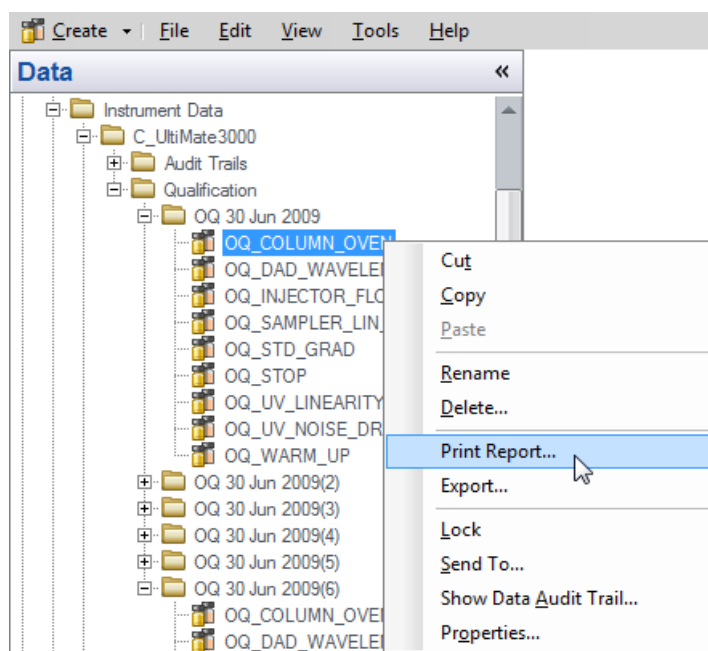 Create File Edit View Tools Help
Data «
Instrument Data
C_UltiMate3000
Audit Trails
Qualification
OQ 30 Jun 2009
OQ_COLUMN_OVEN
OQ_DAD_WAVELE
OQ_INJECTOR_FLO
OQ_SAMPLER_LIN_
OQ_STD_GRAD
OQ_STOP
OQ_UV_LINEARITY
OQ_UV_NOISE_DR
OQ_WARM_UP
OQ 30 Jun 2009(2)
OQ 30 Jun 2009(3)
OQ 30 Jun 2009(4)
OQ 30 Jun 2009(5)
OQ 30 Jun 2009(6)
OQ_COLUMN_OVE
OQ_DAD_WAVELE
Cut
Copy
Paste
Rename
Delete...
Print Report...
Export...
Lock
Send To...
Show Data Audit Trail...
Properties...